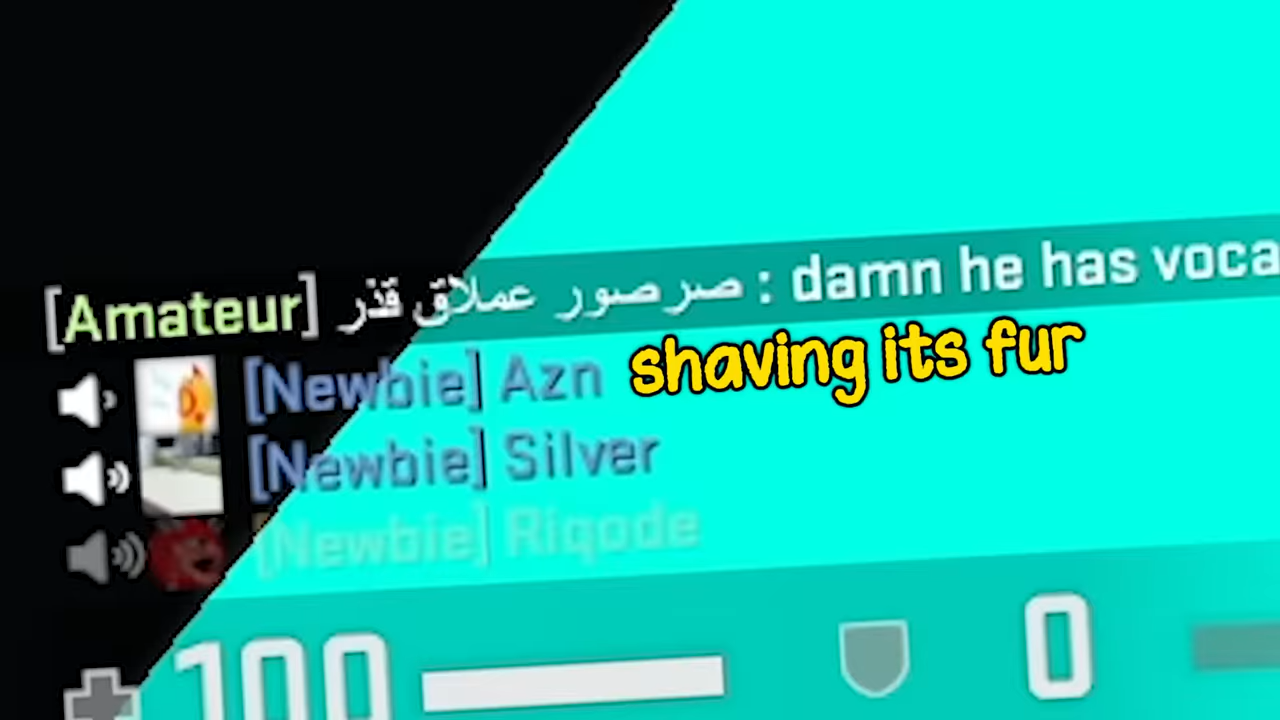 [Amateur] صرصور عملاق قذر : damn he has voca
[Newbie] Azn
shaving its fur
[Newbie] Silver
[Newbie] Riqode
100
0